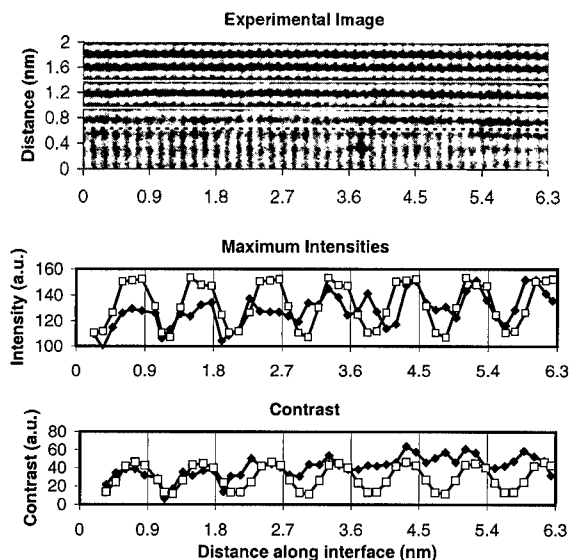 Experimental Image
Distance (nm)
2
1.6
1.2
0.8
0.4
0
0 0.9 1.8 2.7 3.6 4.5 5.4 6.3
Maximum Intensities
Intensity (a.u.)
160
140
120
100
0 0.9 1.8 2.7 3.6 4.5 5.4 6.3
Contrast
Contrast (a.u.)
80
60
40
20
0
0 0.9 1.8 2.7 3.6 4.5 5.4 6.3
Distance along interface (nm)